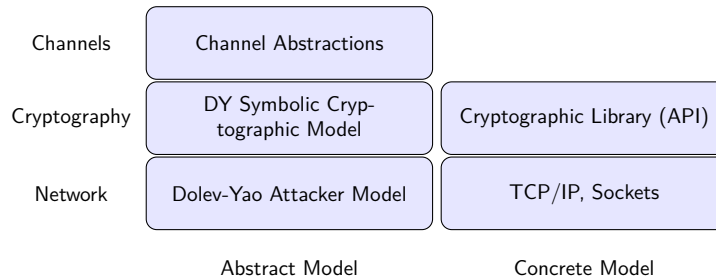 Channels
Channel Abstractions
Cryptography
DY Symbolic Cryp-
tographic Model
Cryptographic Library (API)
Network
Dolev-Yao Attacker Model
TCP/IP, Sockets
Abstract Model
Concrete Model